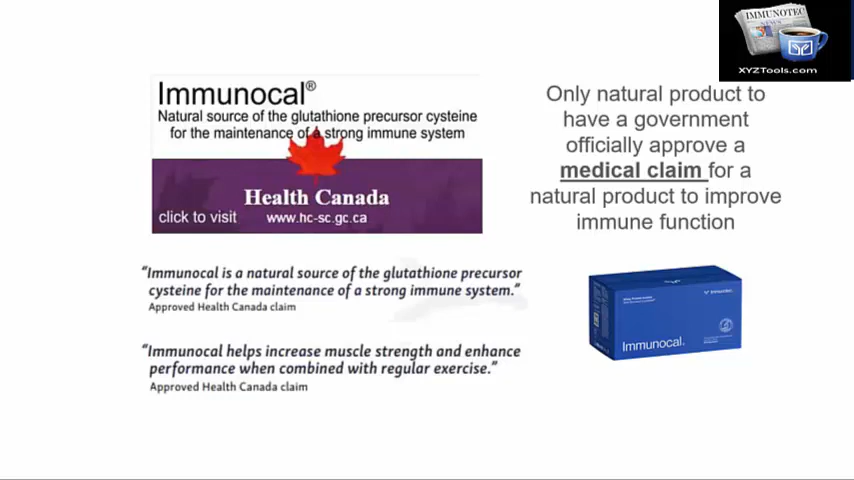 IMMUNOTEC
NEWS
XYZTools.com
Immunocal®
Natural source of the glutathione precursor cysteine
for the maintenance of a strong immune system
Health Canada
click to visit www.hc-sc.gc.ca
Only natural product to
have a government
officially approve a
medical claim for a
natural product to improve
immune function
“Immunocal is a natural source of the glutathione precursor
cysteine for the maintenance of a strong immune system.”
Approved Health Canada claim
“Immunocal helps increase muscle strength and enhance
performance when combined with regular exercise.”
Approved Health Canada claim
Immunocal.